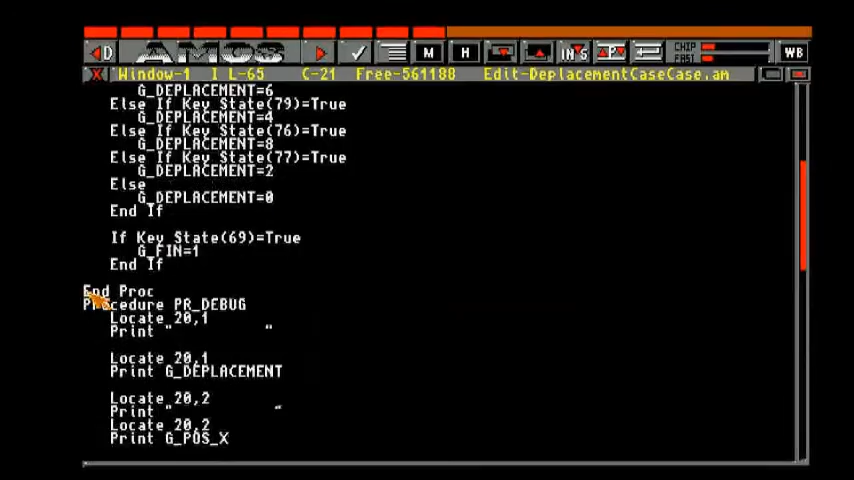 D AMOS M H INS P CHIP FAST WB
Window-1 I L-65 C-21 Free-561188 Edit-DeplacementCaseCase.am
G_DEPLACEMENT=6
Else If Key State(79)=True
G_DEPLACEMENT=4
Else If Key State(76)=True
G_DEPLACEMENT=8
Else If Key State(77)=True
G_DEPLACEMENT=2
Else
G_DEPLACEMENT=0
End If
If Key State(69)=True
G_FIN=1
End If
End Proc
Procedure PR_DEBUG
Locate 20,1
Print "          "
Locate 20,1
Print G_DEPLACEMENT
Locate 20,2
Print "           "
Locate 20,2
Print G_POS_X